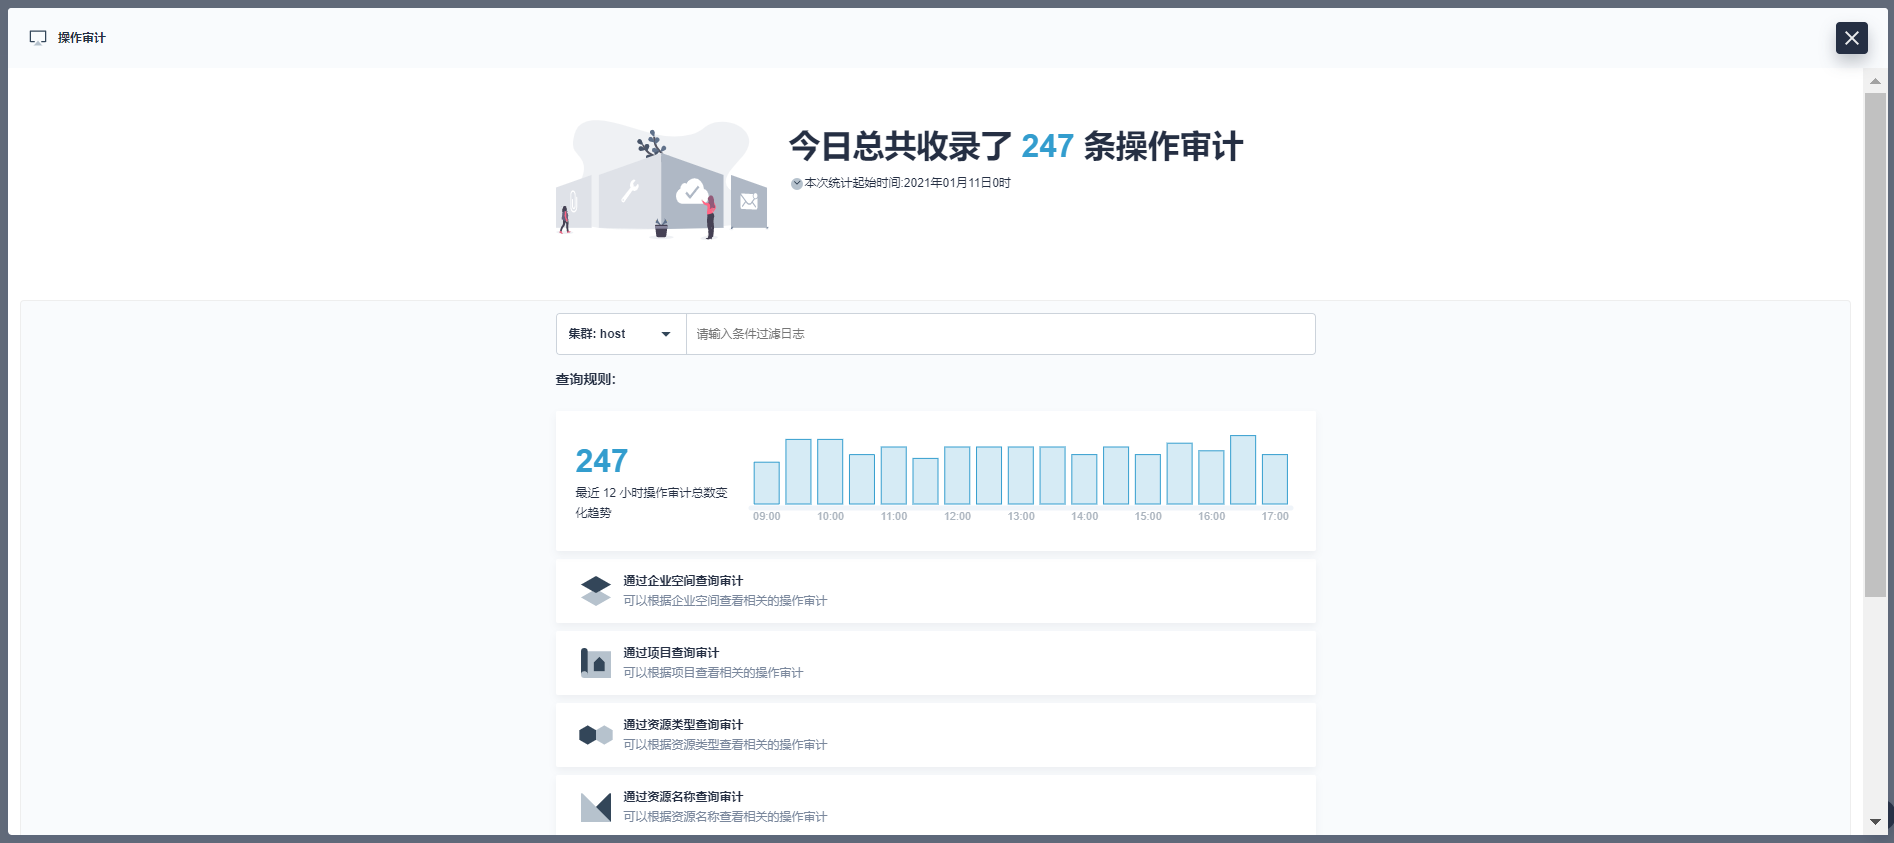 操作审计
今日总共收录了 247 条操作审计
本次统计起始时间:2021年01月11日0时
集群: host
请输入条件过滤日志
查询规则:
247
最近 12 小时操作审计总数变
化趋势
09:00 10:00 11:00 12:00 13:00 14:00 15:00 16:00 17:00
通过企业空间查询审计
可以根据企业空间查看相关的操作审计
通过项目查询审计
可以根据项目查看相关的操作审计
通过资源类型查询审计
可以根据资源类型查看相关的操作审计
通过资源名称查询审计
可以根据资源名称查看相关的操作审计